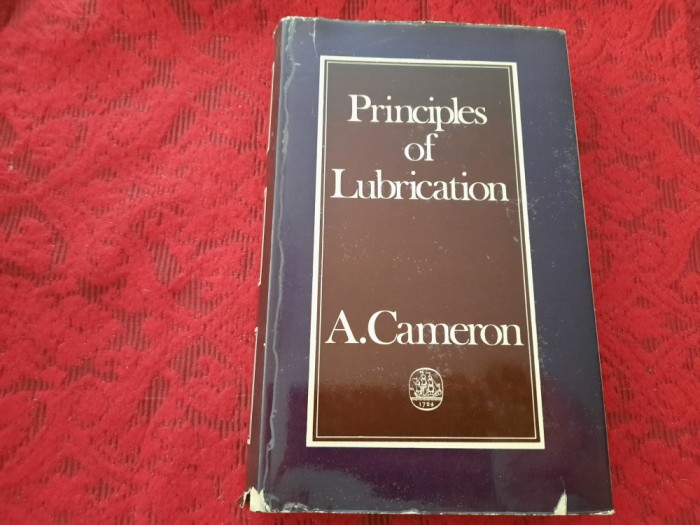 Principles
of
Lubrication
A.Cameron
1724